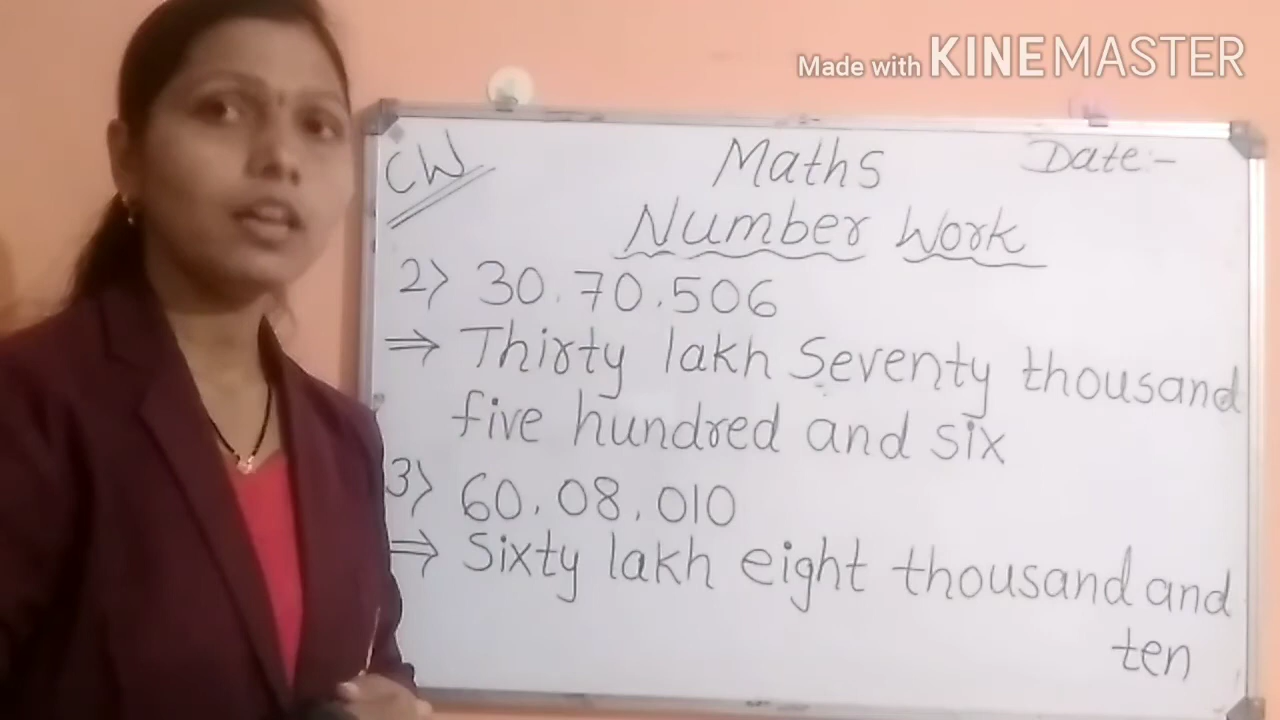 Made with KINEMASTER
CW Maths Date:-
Number Work
2) 30.70.506
⇒ Thirty lakh Seventy thousand
five hundred and six
3) 60.08.010
⇒ Sixty lakh eight thousand and
ten